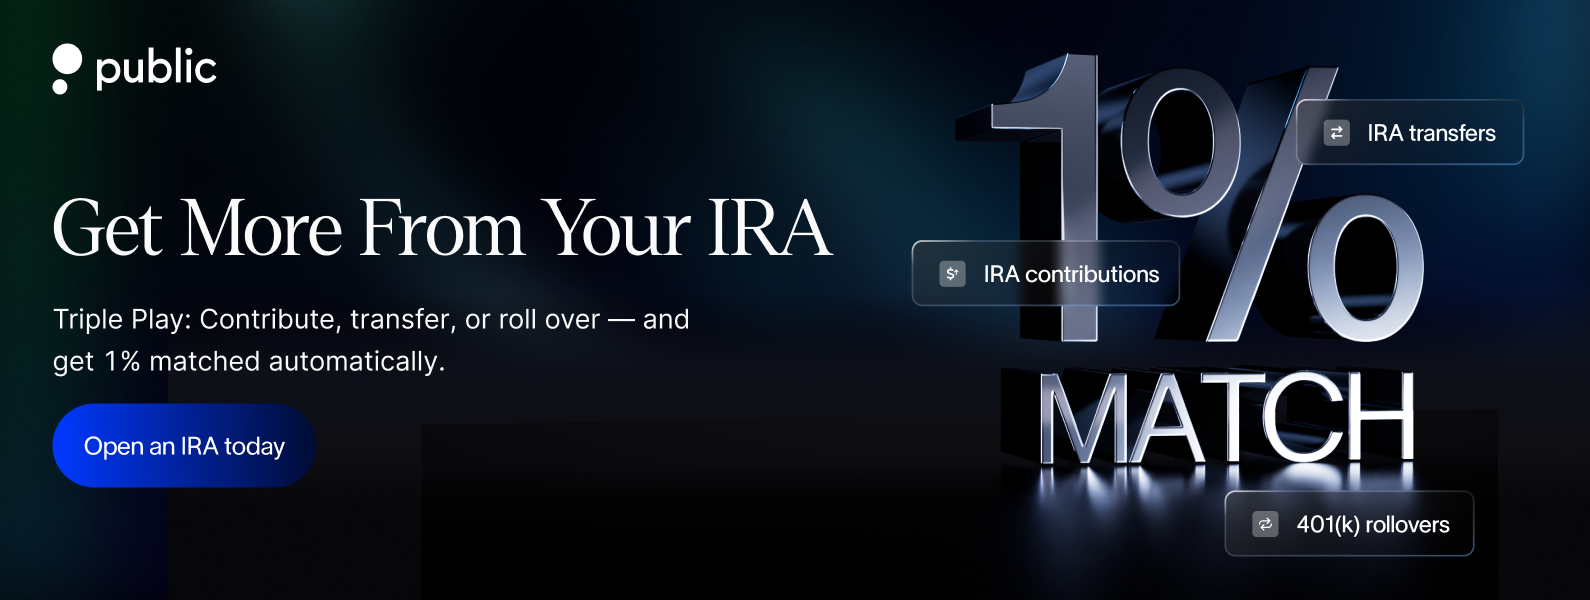 public
Get More From Your IRA
Triple Play: Contribute, transfer, or roll over — and
get 1% matched automatically.
Open an IRA today
1%
IRA transfers
IRA contributions
MATCH
401(k) rollovers